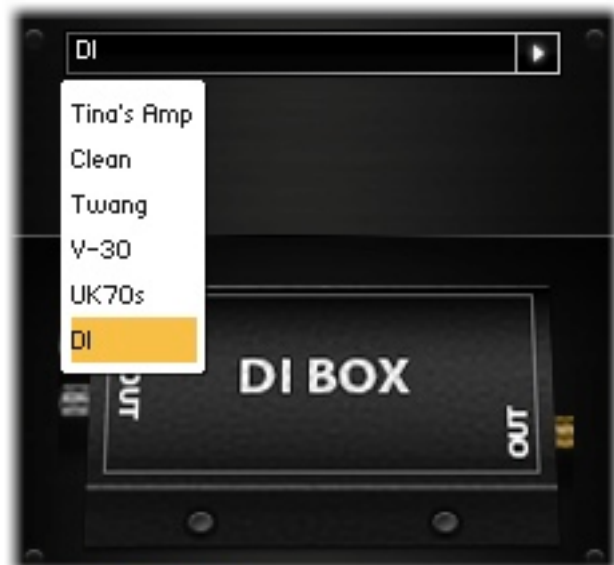 DI
Tina's Amp
Clean
Twang
V-30
UK70s
DI
DI BOX
OUT
OUT